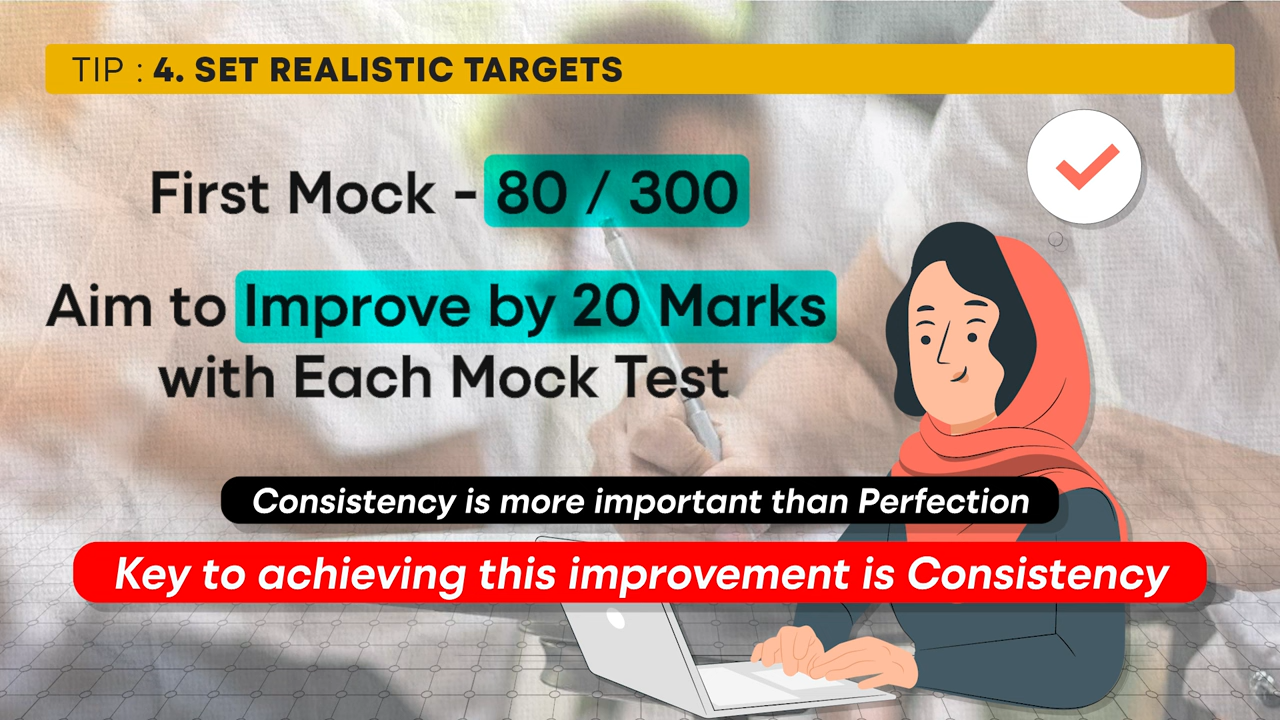 TIP : 4. SET REALISTIC TARGETS
First Mock - 80 / 300
Aim to Improve by 20 Marks
with Each Mock Test
Consistency is more important than Perfection
Key to achieving this improvement is Consistency